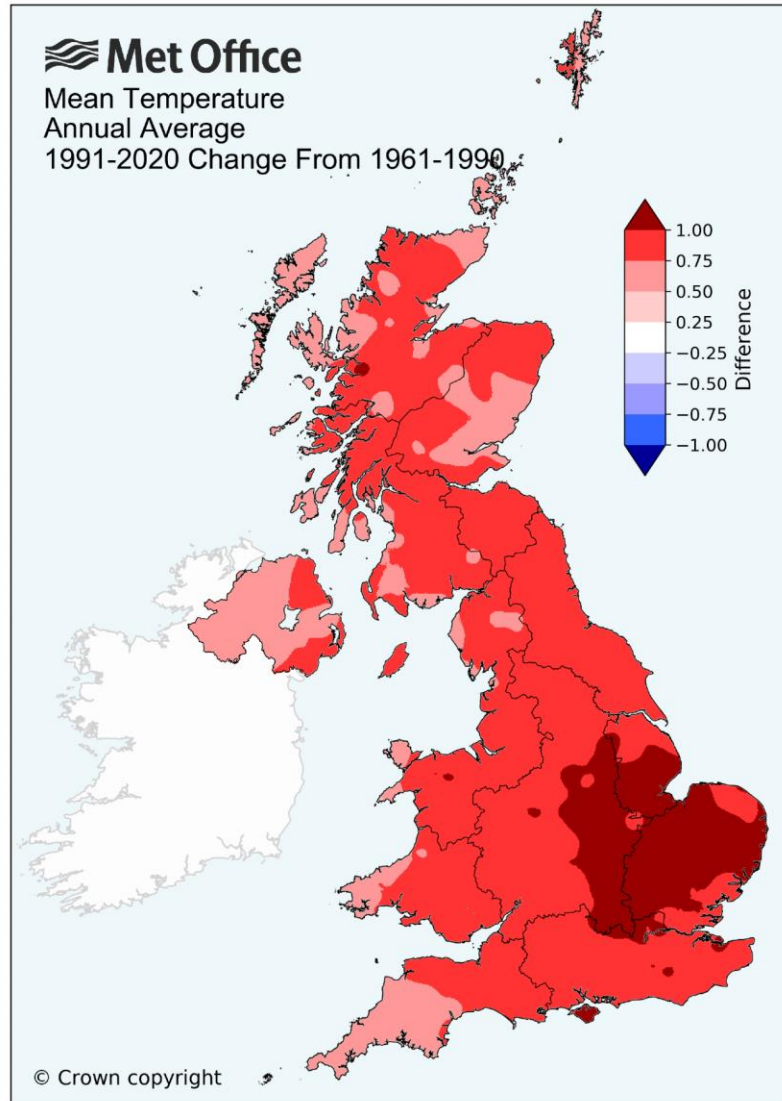 Met Office
Mean Temperature
Annual Average
1991-2020 Change From 1961-1990
1.00
0.75
0.50
0.25
−0.25
−0.50
−0.75
−1.00
Difference
© Crown copyright